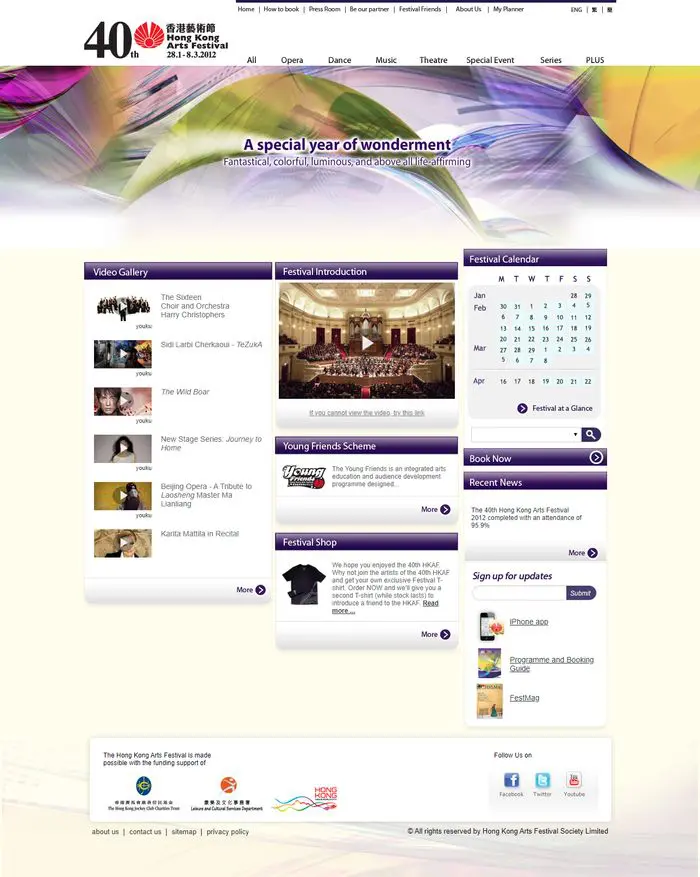 Home | How to book | Press Room | Be our partner | Festival Friends | About Us | My Planner
ENG | 繁 | 簡
40th
香港藝術節
Hong Kong
Arts Festival
28.1 - 8.3.2012
All Opera Dance Music Theatre Special Event Series PLUS
A special year of wonderment
Fantastical, colorful, luminous, and above all life-affirming
Video Gallery
The Sixteen
Choir and Orchestra
Harry Christophers
youku
Sidi Larbi Cherkaoui - TeZukA
youku
The Wild Boar
youku
New Stage Series: Journey to
Home
youku
Beijing Opera - A Tribute to
Laosheng Master Ma
Lianliang
youku
Karita Mattila in Recital
More
Festival Introduction
If you cannot view the video, try this link
Young Friends Scheme
Young
Friends
The Young Friends is an integrated arts
education and audience development
programme designed...
More
Festival Shop
We hope you enjoyed the 40th HKAF.
Why not join the artists of the 40th HKAF
and get your own exclusive Festival T-
shirt. Order NOW and we'll give you a
second T-shirt (while stock lasts) to
introduce a friend to the HKAF. Read
more ...
More
Festival Calendar
M T W T F S S
Jan 28 29
Feb 30 31 1 2 3 4 5
6 7 8 9 10 11 12
13 14 15 16 17 18 19
20 21 22 23 24 25 26
Mar 27 28 29 1 2 3 4
5 6 7 8
Apr 16 17 18 19 20 21 22
Festival at a Glance
Book Now
Recent News
The 40th Hong Kong Arts Festival
2012 completed with an attendance of
95.9%
More
Sign up for updates
Submit
iPhone app
Programme and Booking
Guide
FestMag
The Hong Kong Arts Festival is made
possible with the funding support of
香港賽馬會慈善信託基金
The Hong Kong Jockey Club Charities Trust
康樂及文化事務署
Leisure and Cultural Services Department
HONG
KONG
Follow Us on
Facebook Twitter Youtube
about us | contact us | sitemap | privacy policy
© All rights reserved by Hong Kong Arts Festival Society Limited